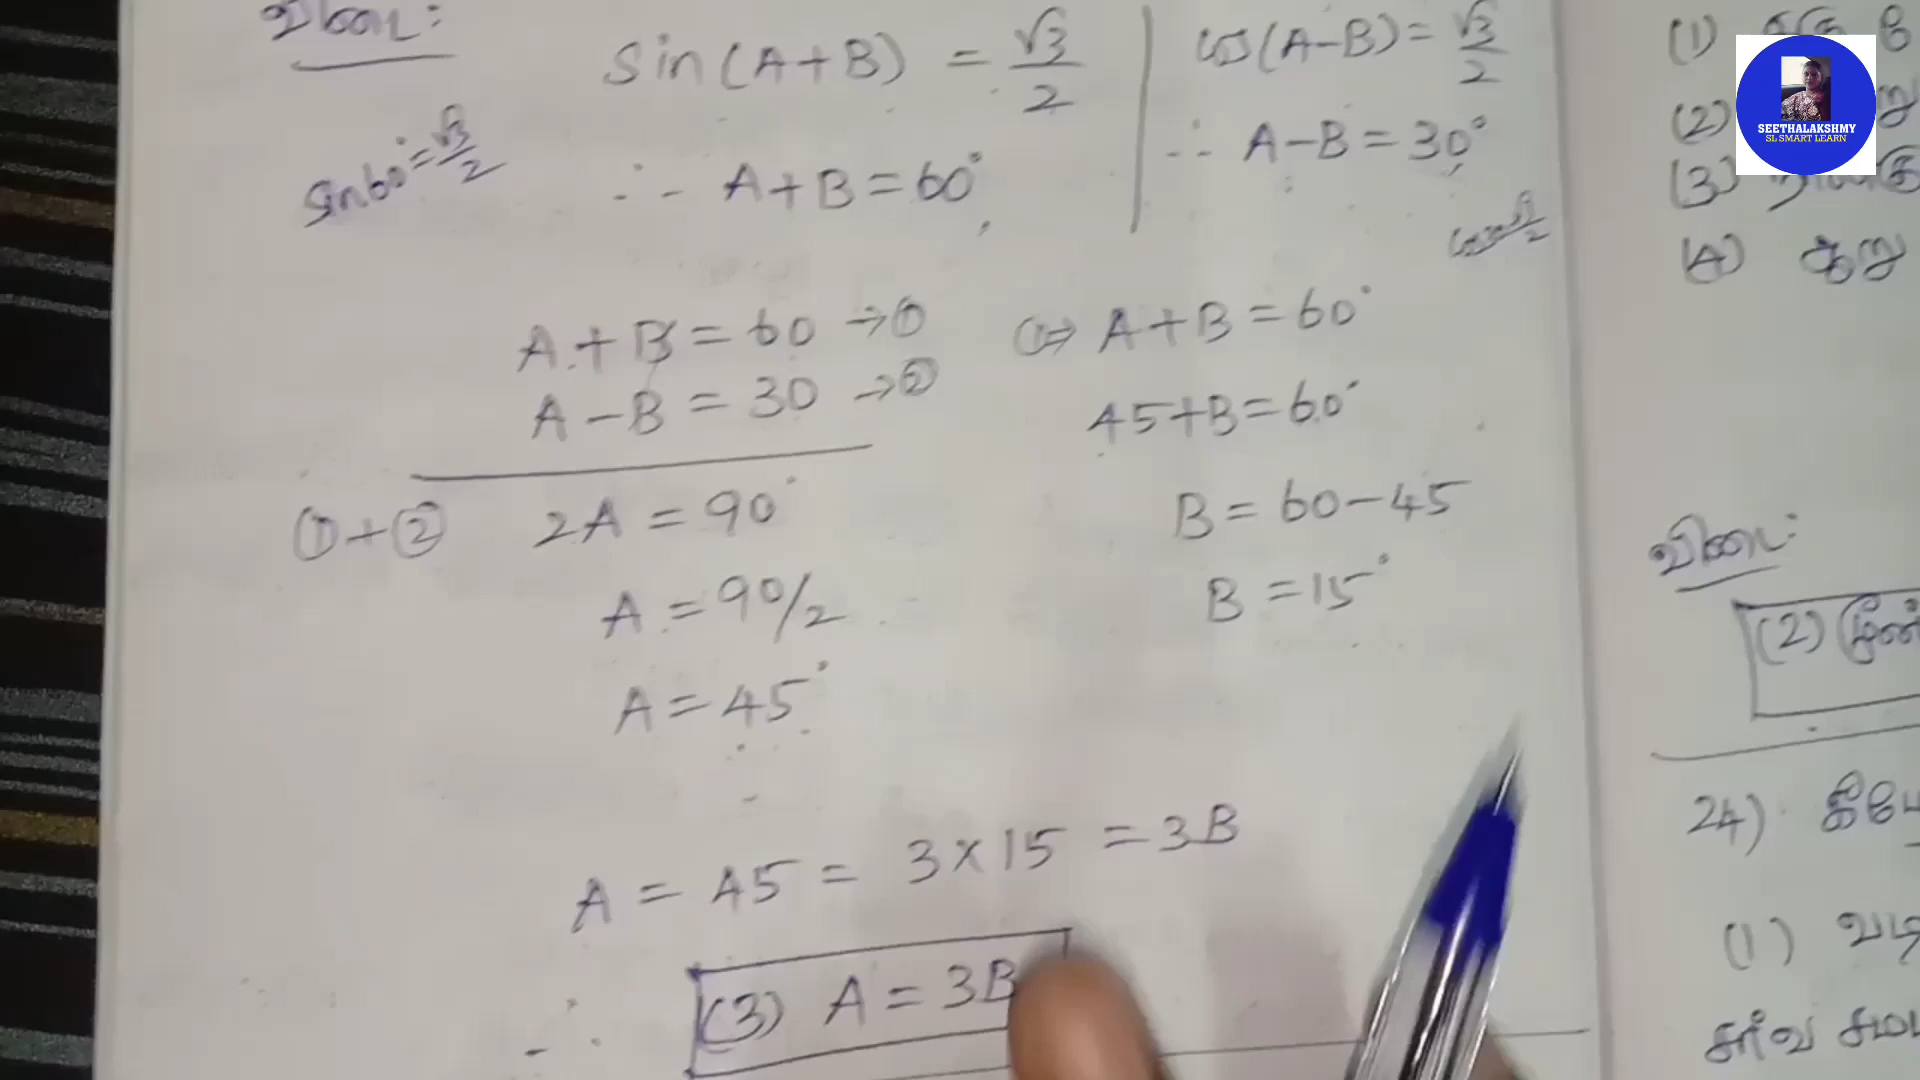 விடை:
sin(A+B) = √3/2
cos(A-B) = √3/2
sin60° = √3/2
∴ A+B = 60°
∴ A-B = 30°
A+B = 60 → ①
A-B = 30 → ②
① + ② 2A = 90°
A = 90/2
A = 45°
① ⇒ A+B = 60°
45+B = 60°
B = 60-45
B = 15°
A = 45 = 3×15 = 3B
∴ (3) A = 3B
(1)
(2)
(3)
(4)
விடை:
(2)
24)
(1)
SEETHALAKSHMY
SL SMART LEARN